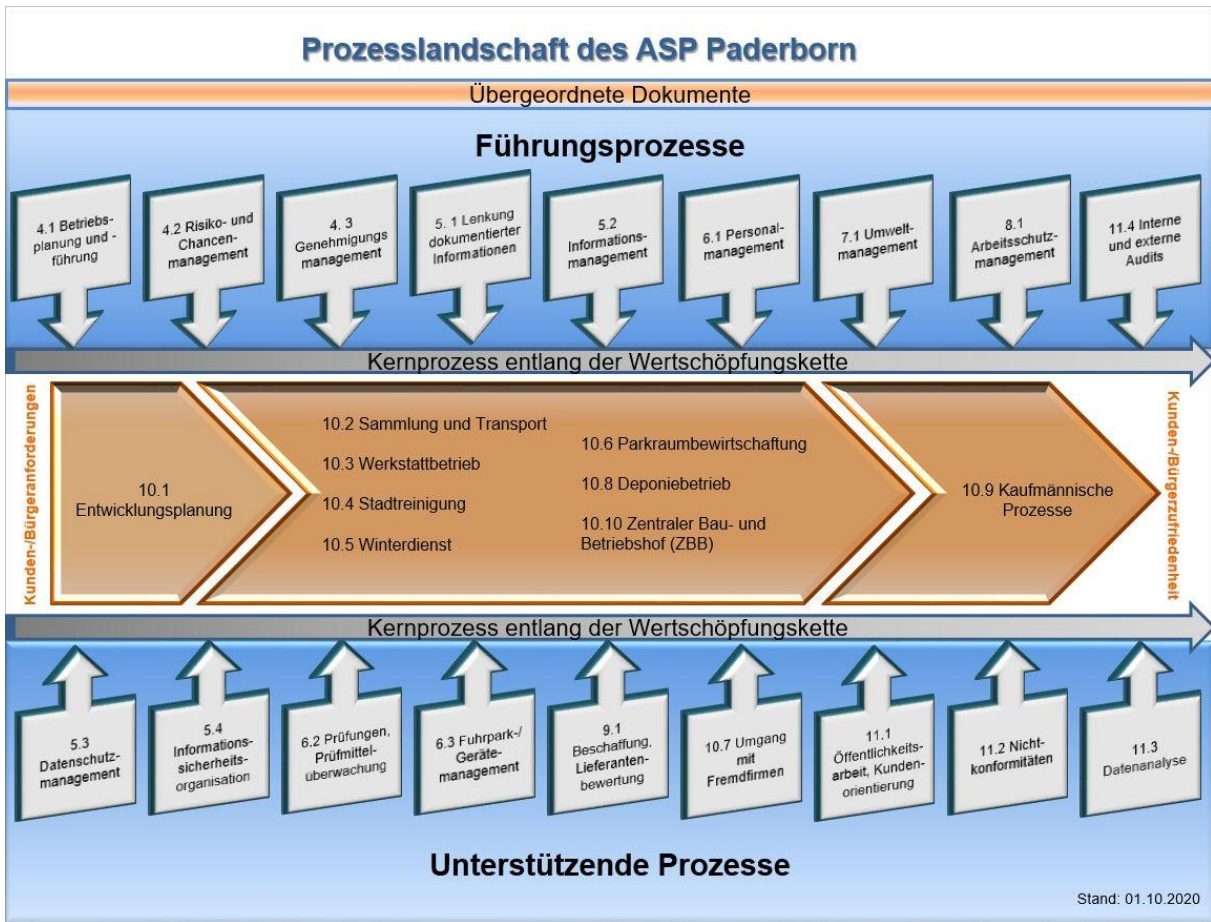 Prozesslandschaft des ASP Paderborn
Übergeordnete Dokumente
Führungsprozesse
4.1 Betriebs-
planung und -
führung
4.2 Risiko- und
Chancen-
management
4. 3
Genehmigungs
management
5. 1 Lenkung
dokumentierter
Informationen
5.2
Informations-
management
6.1 Personal-
management
7.1 Umwelt-
management
8.1
Arbeitsschutz-
management
11.4 Interne
und externe
Audits
Kernprozess entlang der Wertschöpfungskette
Kunden-/Bürgeranforderungen
10.1
Entwicklungsplanung
10.2 Sammlung und Transport
10.3 Werkstattbetrieb
10.4 Stadtreinigung
10.5 Winterdienst
10.6 Parkraumbewirtschaftung
10.8 Deponiebetrieb
10.10 Zentraler Bau- und
Betriebshof (ZBB)
10.9 Kaufmännische
Prozesse
Kunden-/Bürgerzufriedenheit
Kernprozess entlang der Wertschöpfungskette
5.3
Datenschutz-
management
5.4
Informations-
sicherheits-
organisation
6.2 Prüfungen,
Prüfmittel-
überwachung
6.3 Fuhrpark-/
Geräte-
management
9.1
Beschaffung,
Lieferanten-
bewertung
10.7 Umgang
mit
Fremdfirmen
11.1
Öffentlichkeits-
arbeit, Kunden-
orientierung
11.2 Nicht-
konformitäten
11.3
Datenanalyse
Unterstützende Prozesse
Stand: 01.10.2020